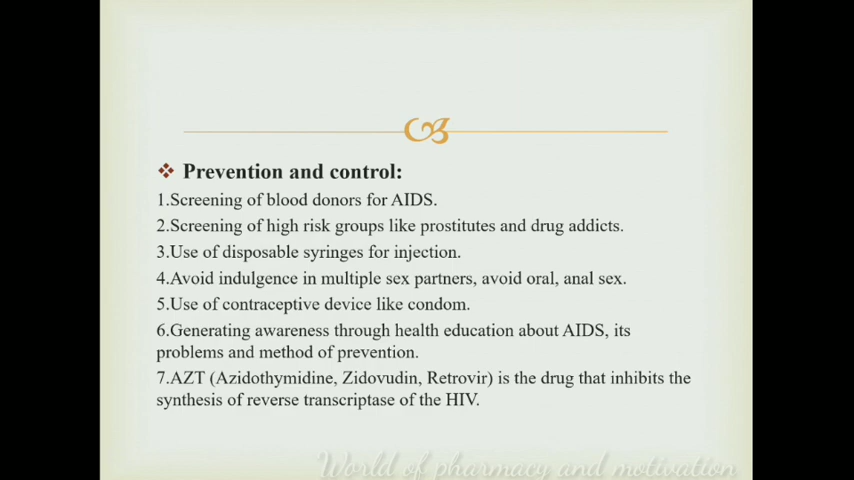 Prevention and control:
1.Screening of blood donors for AIDS.
2.Screening of high risk groups like prostitutes and drug addicts.
3.Use of disposable syringes for injection.
4.Avoid indulgence in multiple sex partners, avoid oral, anal sex.
5.Use of contraceptive device like condom.
6.Generating awareness through health education about AIDS, its
problems and method of prevention.
7.AZT (Azidothymidine, Zidovudin, Retrovir) is the drug that inhibits the
synthesis of reverse transcriptase of the HIV.
World of pharmacy and motivation